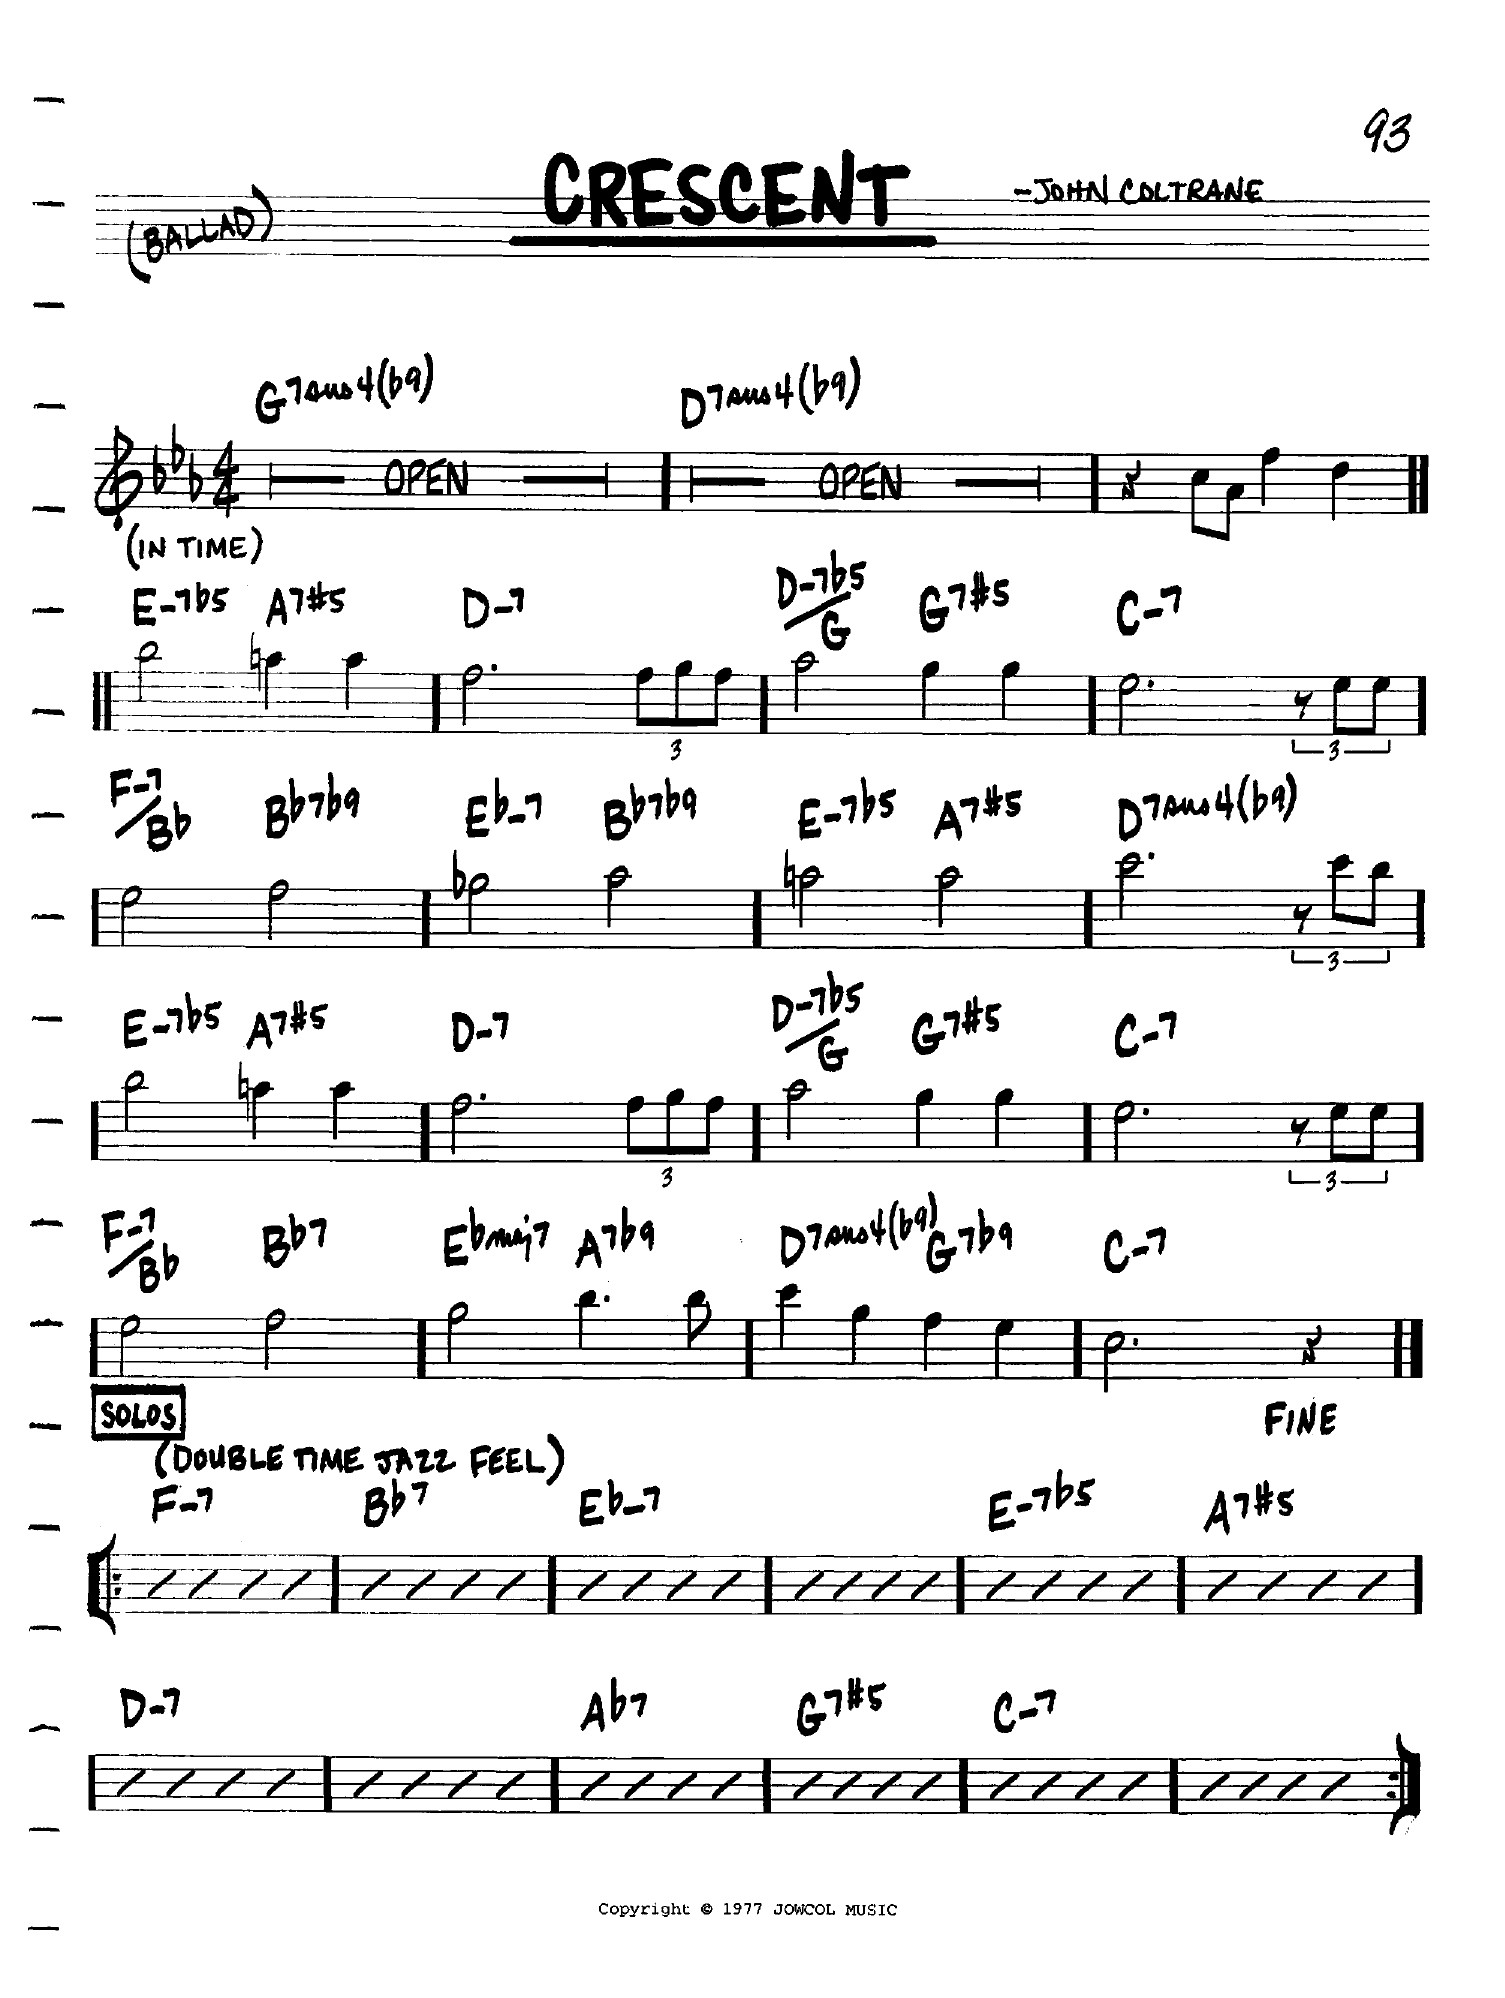 93
CRESCENT
-JOHN COLTRANE
(BALLAD)
G7sus4(b9) D7sus4(b9)
4/4 OPEN OPEN
(IN TIME)
E-7b5 A7#5 D-7 D-7b5/G G7#5 C-7
3 3
F-7/Bb Bb7b9 Eb-7 Bb7b9 E-7b5 A7#5 D7sus4(b9)
3
E-7b5 A7#5 D-7 D-7b5/G G7#5 C-7
3 3
F-7/Bb Bb7 Ebmaj7 A7b9 D7sus4(b9) G7b9 C-7
SOLOS
FINE
(DOUBLE TIME JAZZ FEEL)
F-7 Bb7 Eb-7 E-7b5 A7#5
D-7 Ab7 G7#5 C-7
Copyright © 1977 JOWCOL MUSIC